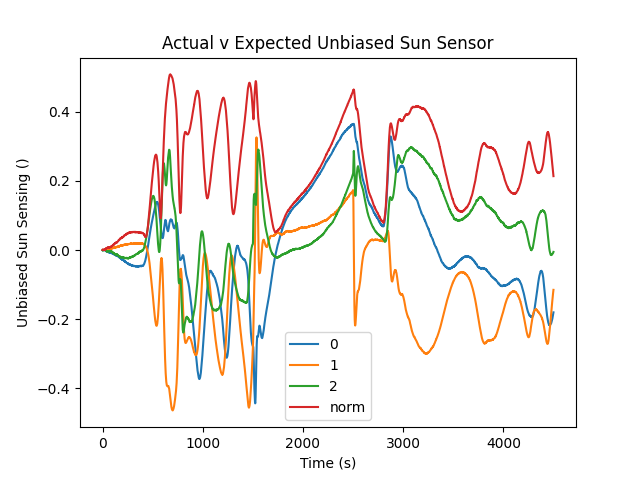 Actual v Expected Unbiased Sun Sensor
Unbiased Sun Sensing ()
0.4
0.2
0.0
−0.2
−0.4
0
1
2
norm
0 1000 2000 3000 4000
Time (s)